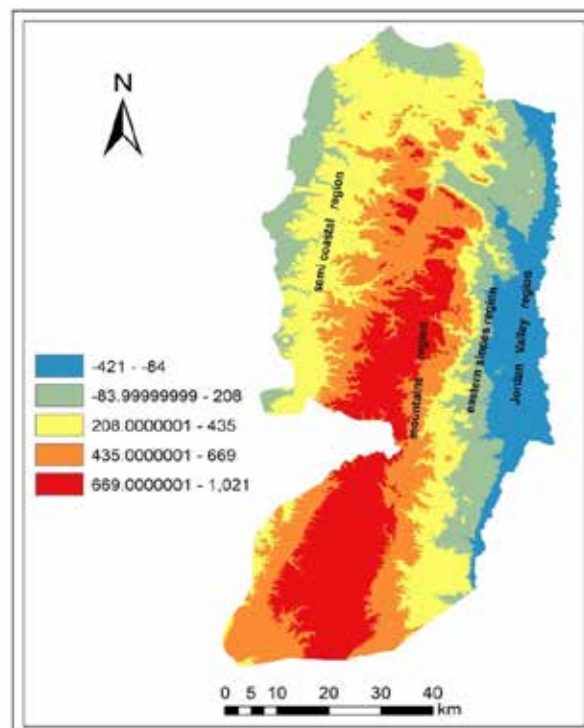 N
semi coastal region
mountains region
eastern slopes region
Jordan Valley region
-421 - -84
-83.99999999 - 208
208.0000001 - 435
435.0000001 - 669
669.0000001 - 1,021
0 5 10 20 30 40
km